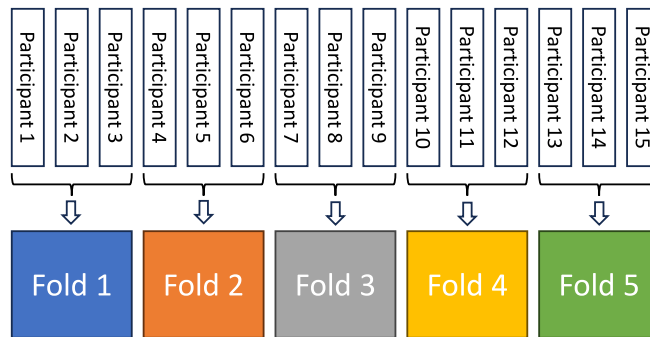 Participant 1
Participant 2
Participant 3
Participant 4
Participant 5
Participant 6
Participant 7
Participant 8
Participant 9
Participant 10
Participant 11
Participant 12
Participant 13
Participant 14
Participant 15
Fold 1
Fold 2
Fold 3
Fold 4
Fold 5